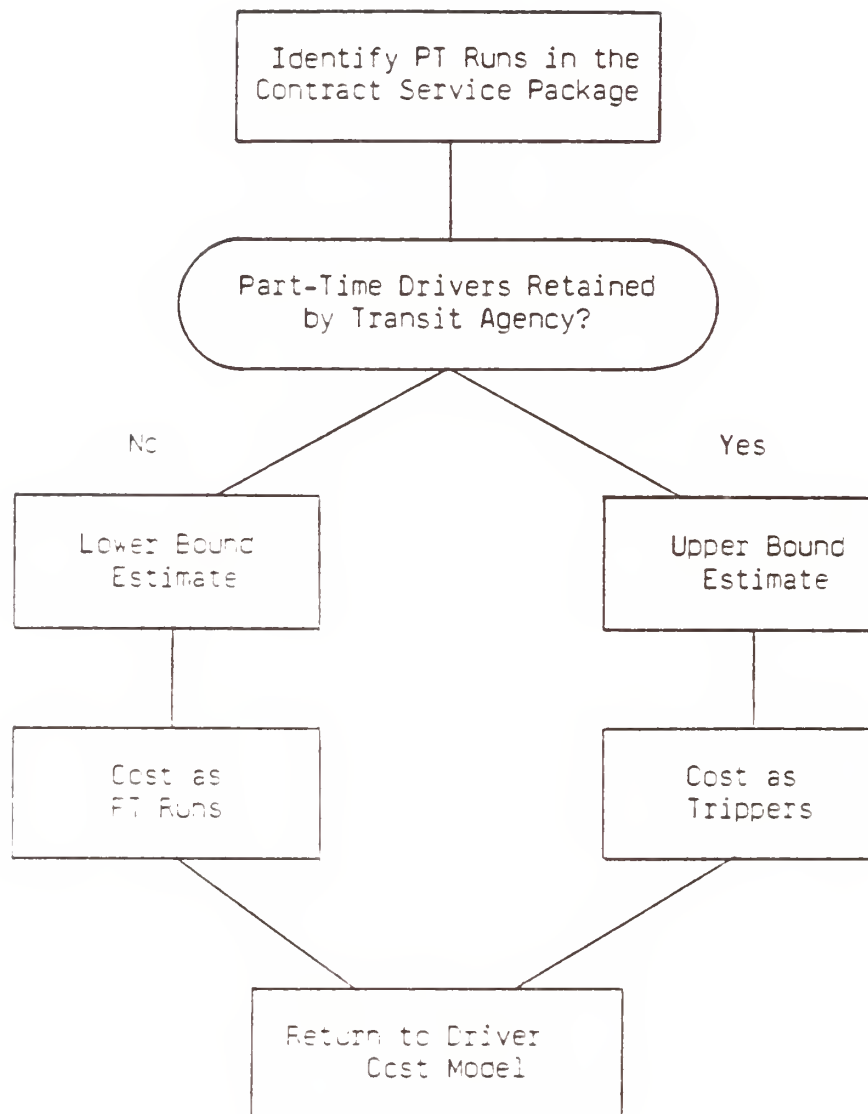 Identify PT Runs in the
Contract Service Package
Part-Time Drivers Retained
by Transit Agency?
No
Yes
Lower Bound
Estimate
Upper Bound
Estimate
Cost as
PT Runs
Cost as
Trippers
Return to Driver
Cost Model